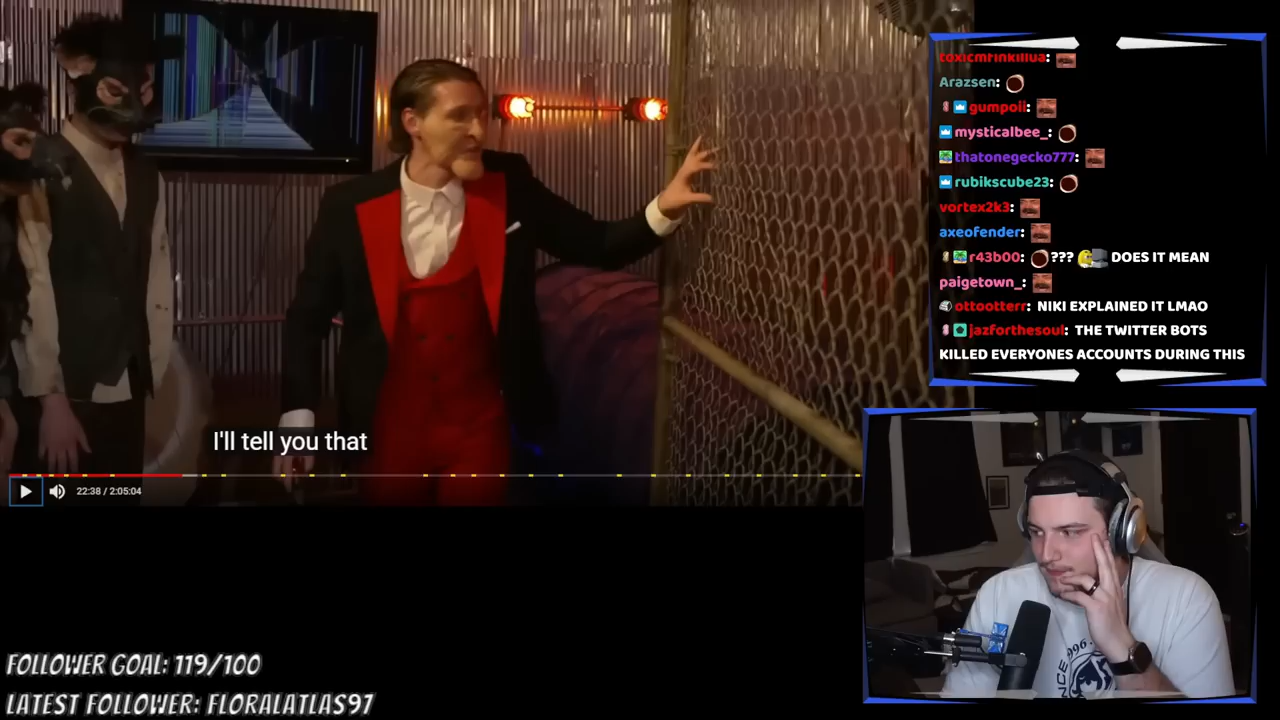 toxicmrinkillua:
Arazsen:
gumpoil:
mysticalbee_:
thatonegecko777:
rubikscube23:
vortex2k3:
axeofender:
r43b00: ??? DOES IT MEAN
paigetown_:
ottootterr: NIKI EXPLAINED IT LMAO
jazforthesoul: THE TWITTER BOTS
KILLED EVERYONES ACCOUNTS DURING THIS
I'll tell you that
22:38 / 2:05:04
FOLLOWER GOAL: 119/100
LATEST FOLLOWER: FLORALATLAS97